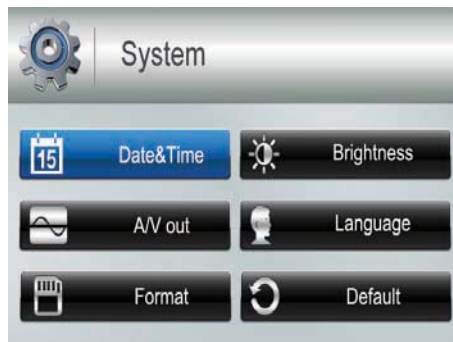 System
15
Date&Time
Brightness
A/V out
Language
Format
Default